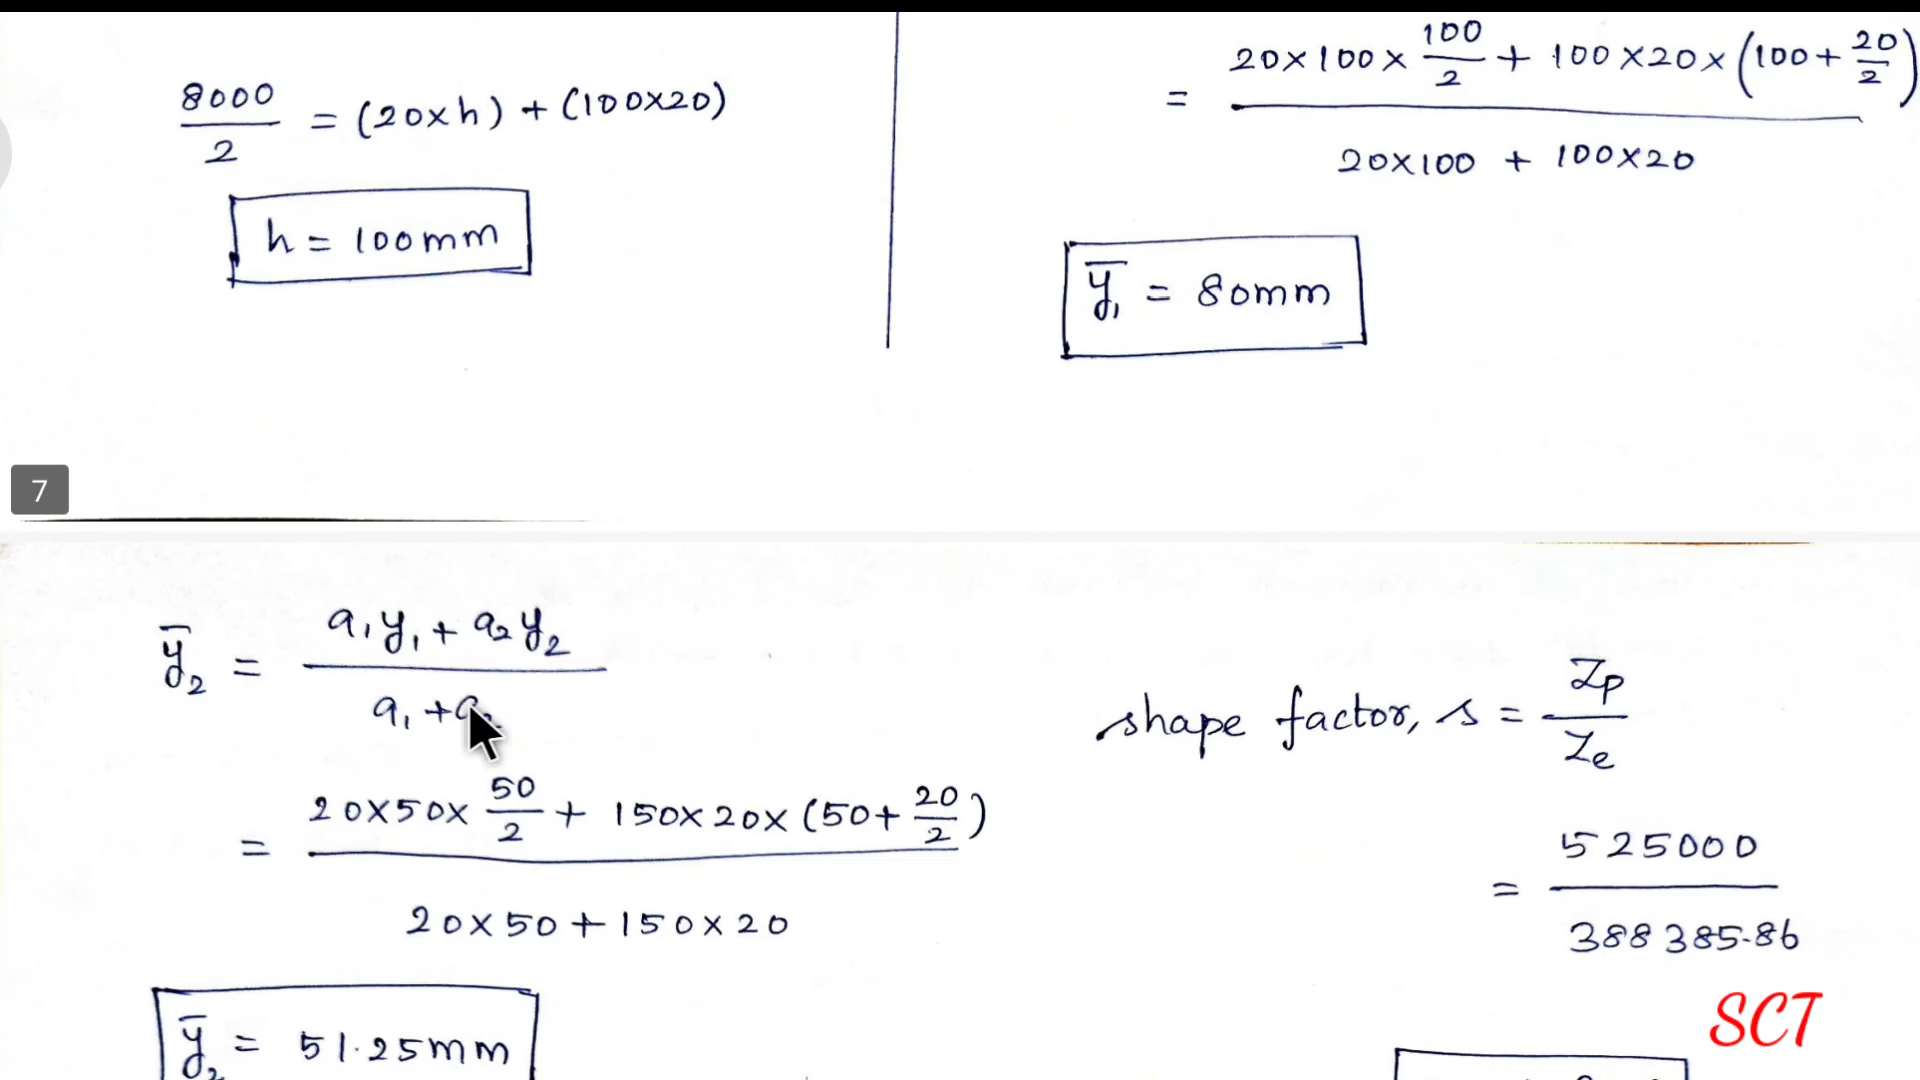 8000/2 = (20×h) + (100×20)
h = 100mm
= (20×100×100/2 + 100×20×(100+20/2)) / (20×100 + 100×20)
ȳ₁ = 80mm
7
ȳ₂ = (a₁y₁ + a₂y₂) / (a₁ + a₂)
= (20×50×50/2 + 150×20×(50+20/2)) / (20×50+150×20)
ȳ₂ = 51.25mm
shape factor, s = Zp/Ze
= 525000/388385.86
SCT